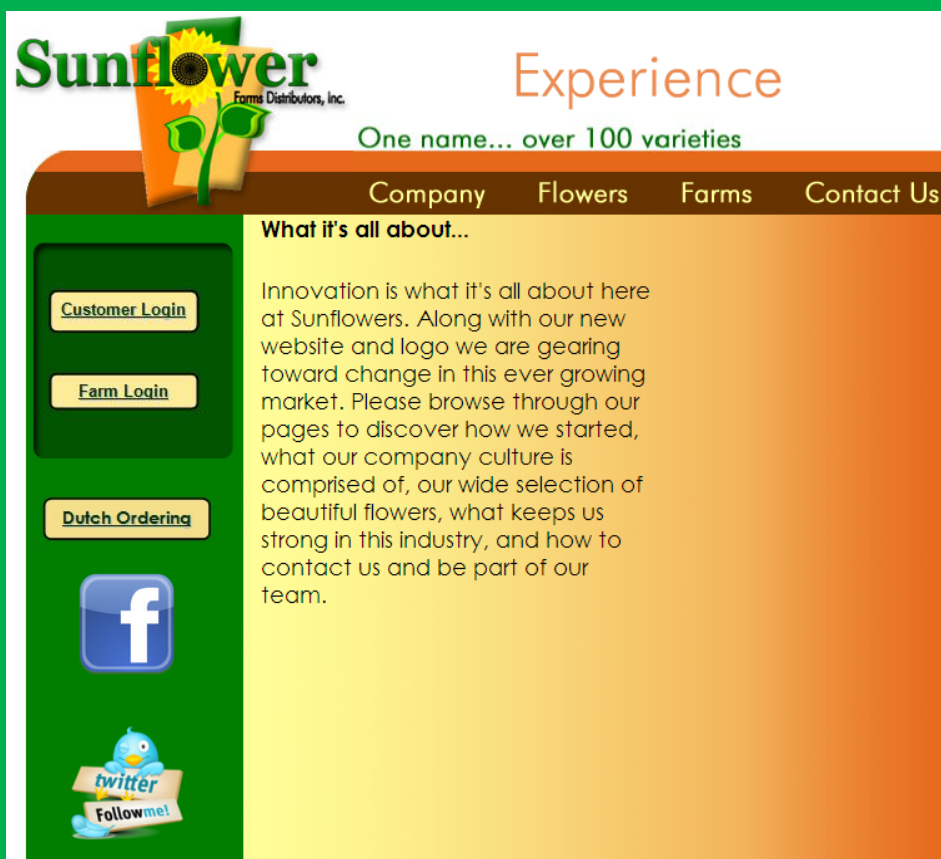 Sunflower
Farms Distributors, Inc.
Experience
One name... over 100 varieties
Company Flowers Farms Contact Us
What it's all about...
Innovation is what it's all about here
at Sunflowers. Along with our new
website and logo we are gearing
toward change in this ever growing
market. Please browse through our
pages to discover how we started,
what our company culture is
comprised of, our wide selection of
beautiful flowers, what keeps us
strong in this industry, and how to
contact us and be part of our
team.
Customer Login
Farm Login
Dutch Ordering
f
twitter
Followme!